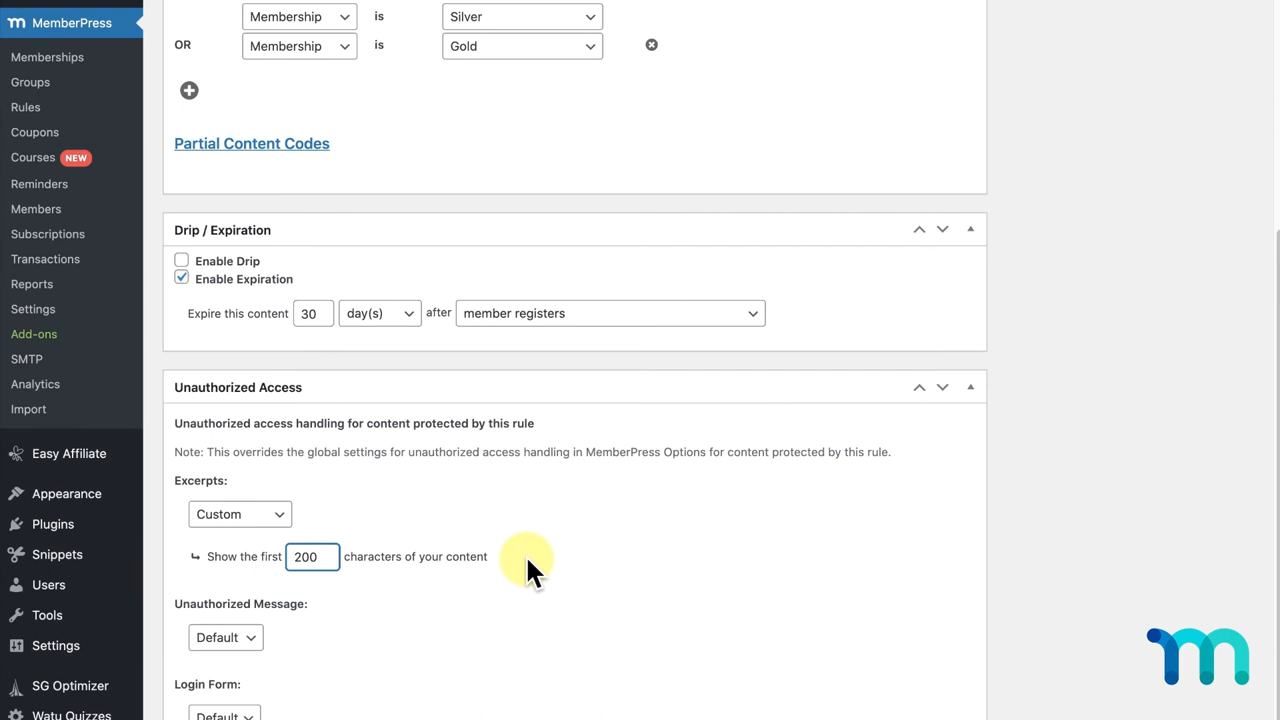 MemberPress
Memberships
Groups
Rules
Coupons
Courses NEW
Reminders
Members
Subscriptions
Transactions
Reports
Settings
Add-ons
SMTP
Analytics
Import
Easy Affiliate
Appearance
Plugins
Snippets
Users
Tools
Settings
SG Optimizer
Watu Quizzes
Membership is Silver
OR Membership is Gold
Partial Content Codes
Drip / Expiration
Enable Drip
Enable Expiration
Expire this content 30 day(s) after member registers
Unauthorized Access
Unauthorized access handling for content protected by this rule
Note: This overrides the global settings for unauthorized access handling in MemberPress Options for content protected by this rule.
Excerpts:
Custom
Show the first 200 characters of your content
Unauthorized Message:
Default
Login Form:
Default